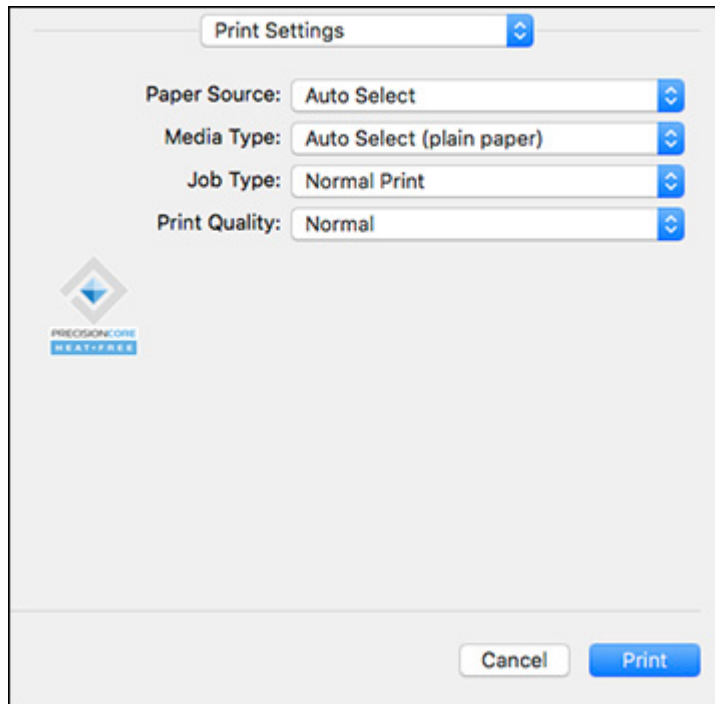 Print Settings
Paper Source: Auto Select
Media Type: Auto Select (plain paper)
Job Type: Normal Print
Print Quality: Normal
PRECISIONCORE
HEAT-FREE
Cancel Print